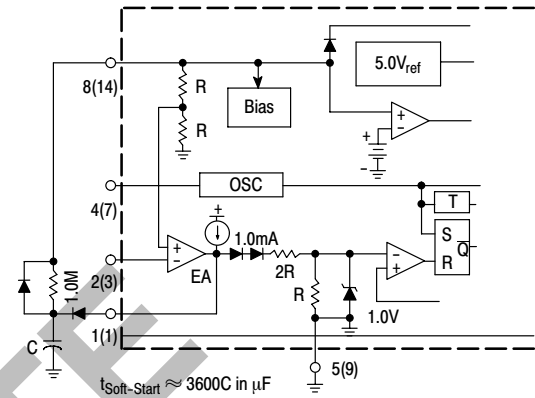 5.0Vref
8(14)
R
Bias
+
−
R
+
−
OSC
4(7)
T
+
1.0mA
S
Q
R
+
−
−
+
2(3)
EA
2R
1.0M
R
1.0V
1(1)
C
5(9)
tSoft-Start ≈ 3600C in μF
TE